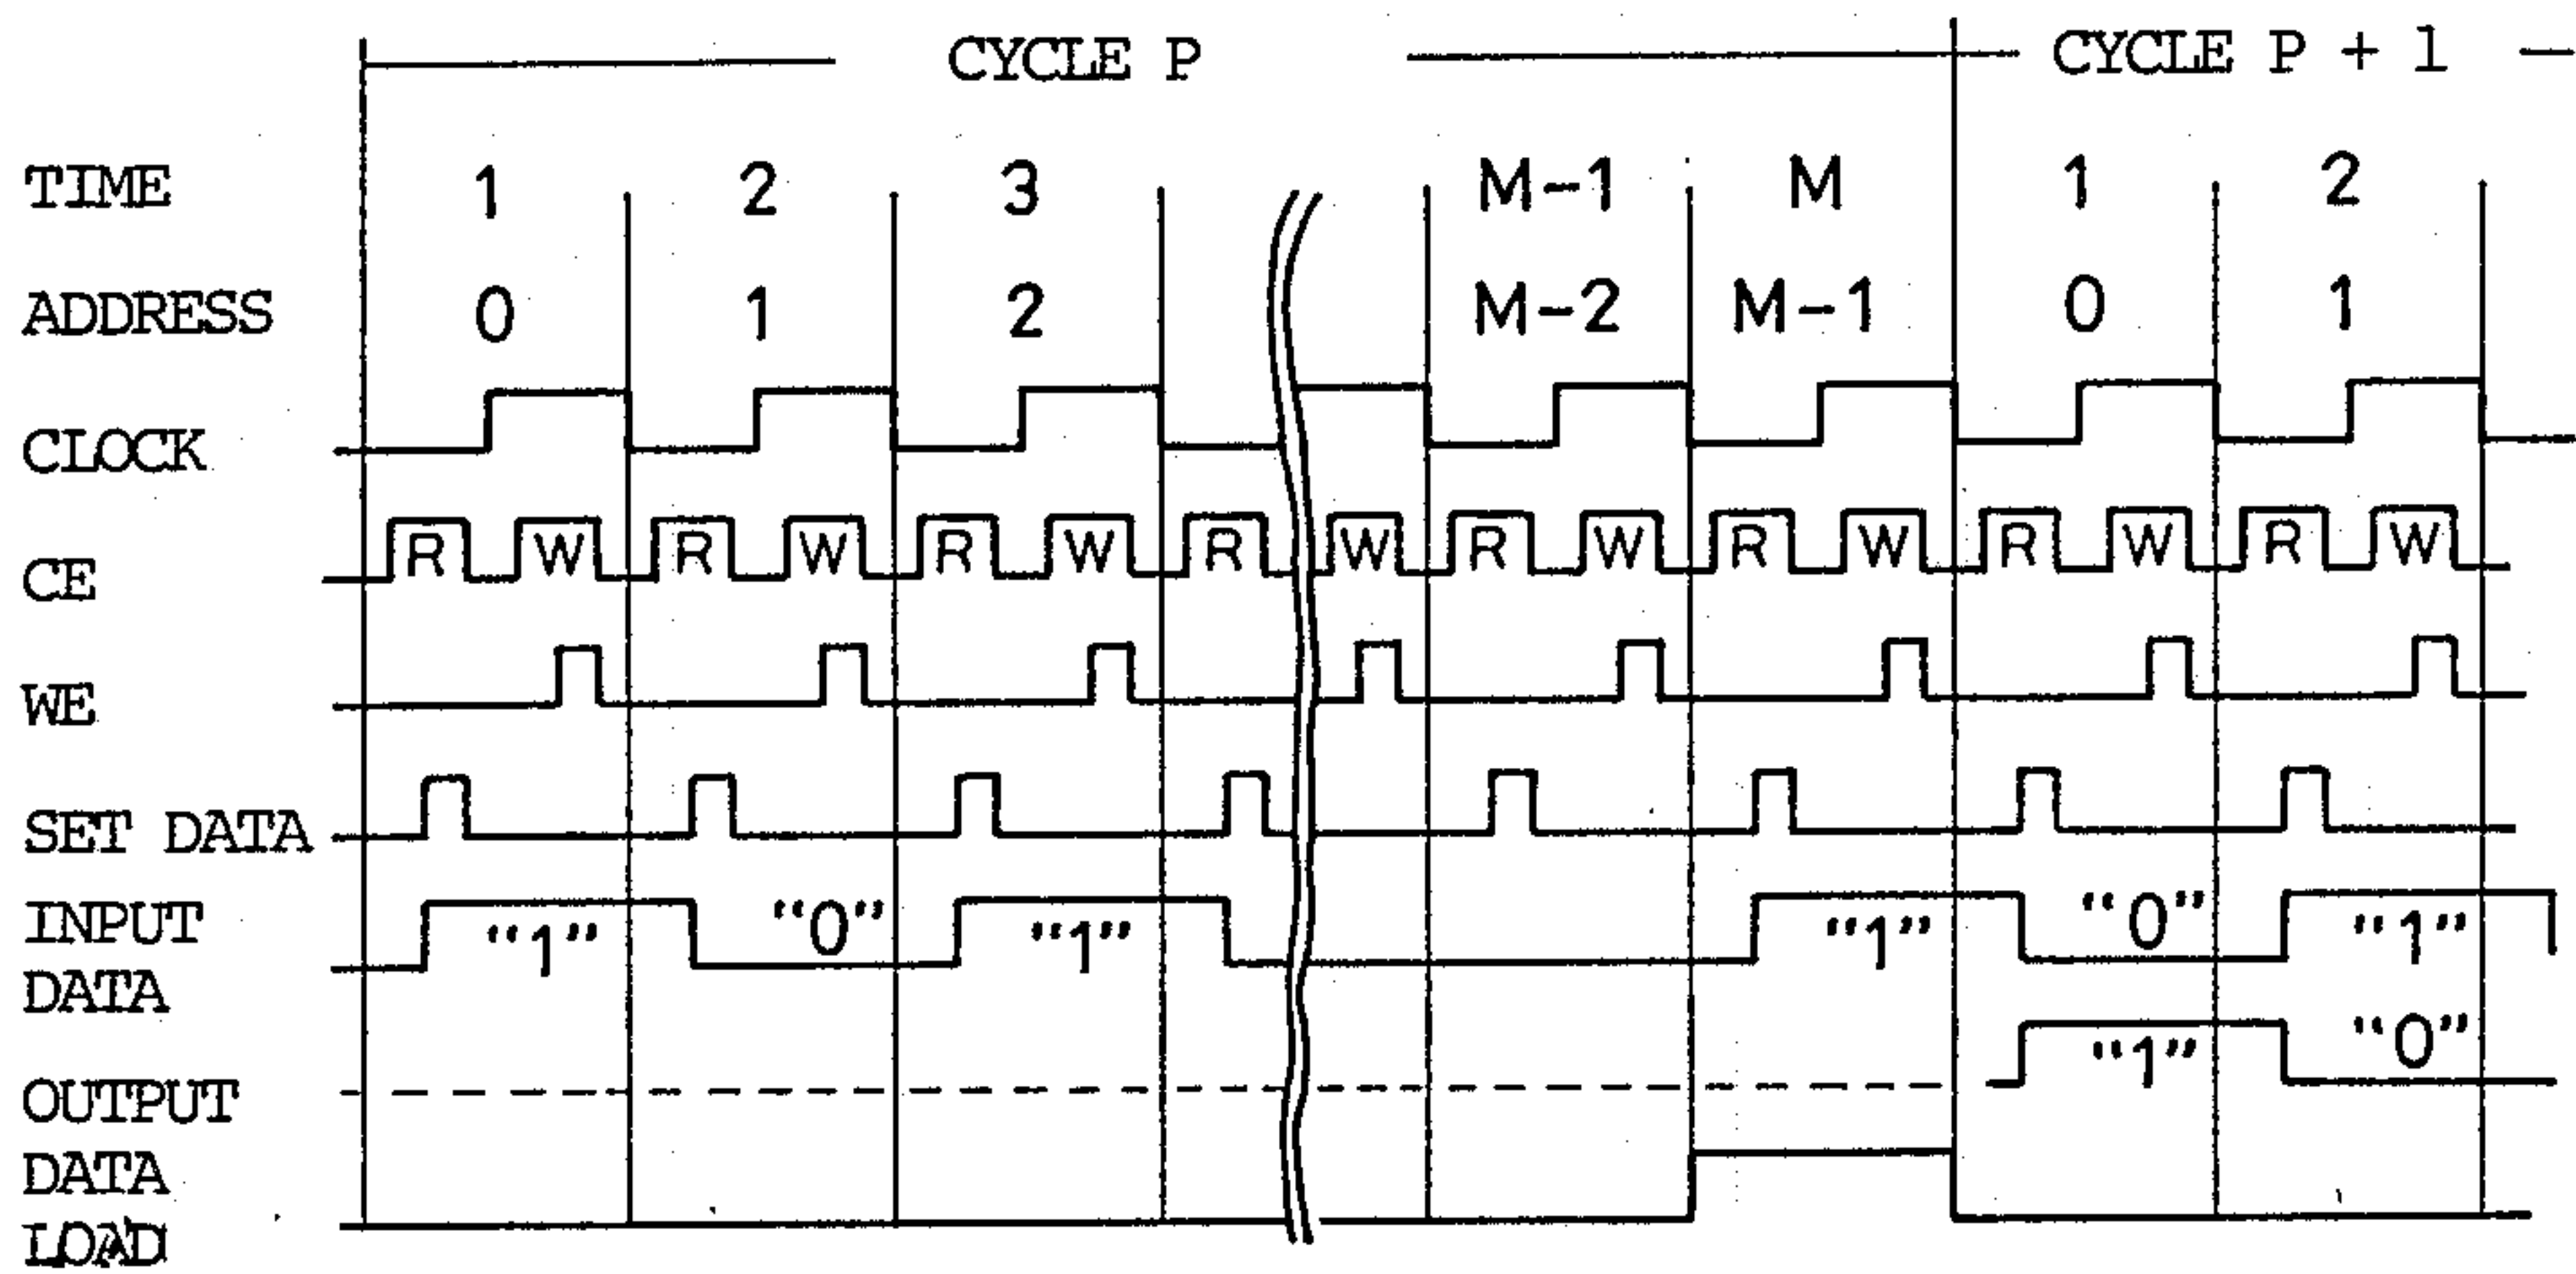 CYCLE P CYCLE P + 1
TIME 1 2 3 M-1 M 1 2
ADDRESS 0 1 2 M-2 M-1 0 1
CLOCK
CE R W R W R W R W R W R W R W R W
WE
SET DATA
INPUT "1" "0" "1" "1" "0" "1"
DATA
OUTPUT "1" "0"
DATA
LOAD